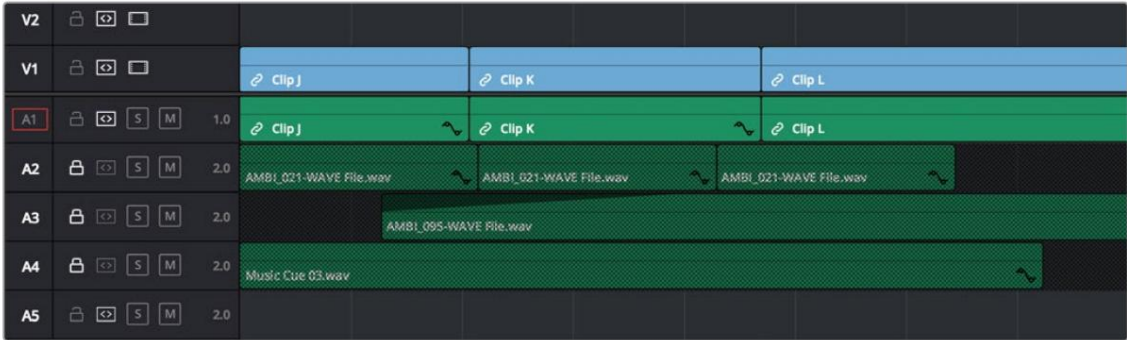 V2
V1
Clip J Clip K Clip L
A1 S M 1.0
Clip J Clip K Clip L
A2 S M 2.0
AMBI_021-WAVE File.wav AMBI_021-WAVE File.wav AMBI_021-WAVE File.wav
A3 S M 2.0
AMBI_095-WAVE File.wav
A4 S M 2.0
Music Cue 03.wav
A5 S M 2.0